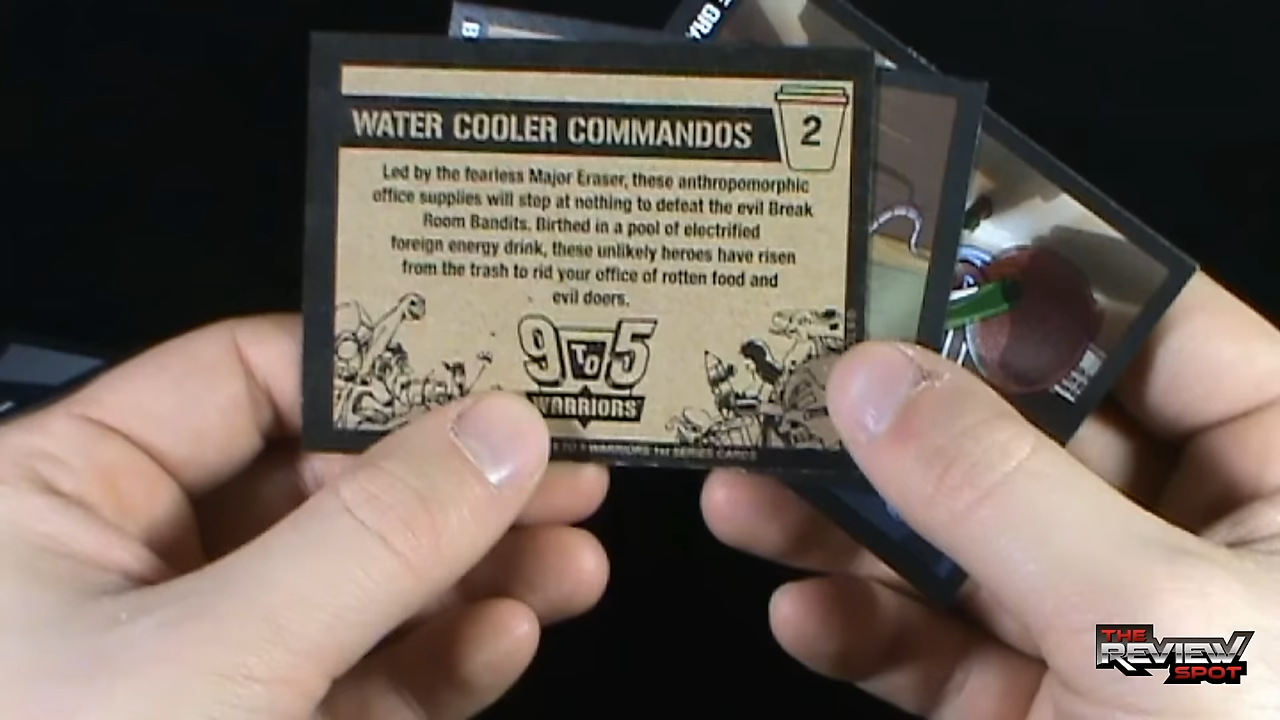 WATER COOLER COMMANDOS
2
Led by the fearless Major Eraser, these anthropomorphic
office supplies will stop at nothing to defeat the evil Break
Room Bandits. Birthed in a pool of electrified
foreign energy drink, these unlikely heroes have risen
from the trash to rid your office of rotten food and
evil doers.
9 TO 5
WARRIORS
WARRIORS 1st SERIES CARDS
THE
REVIEW
SPOT